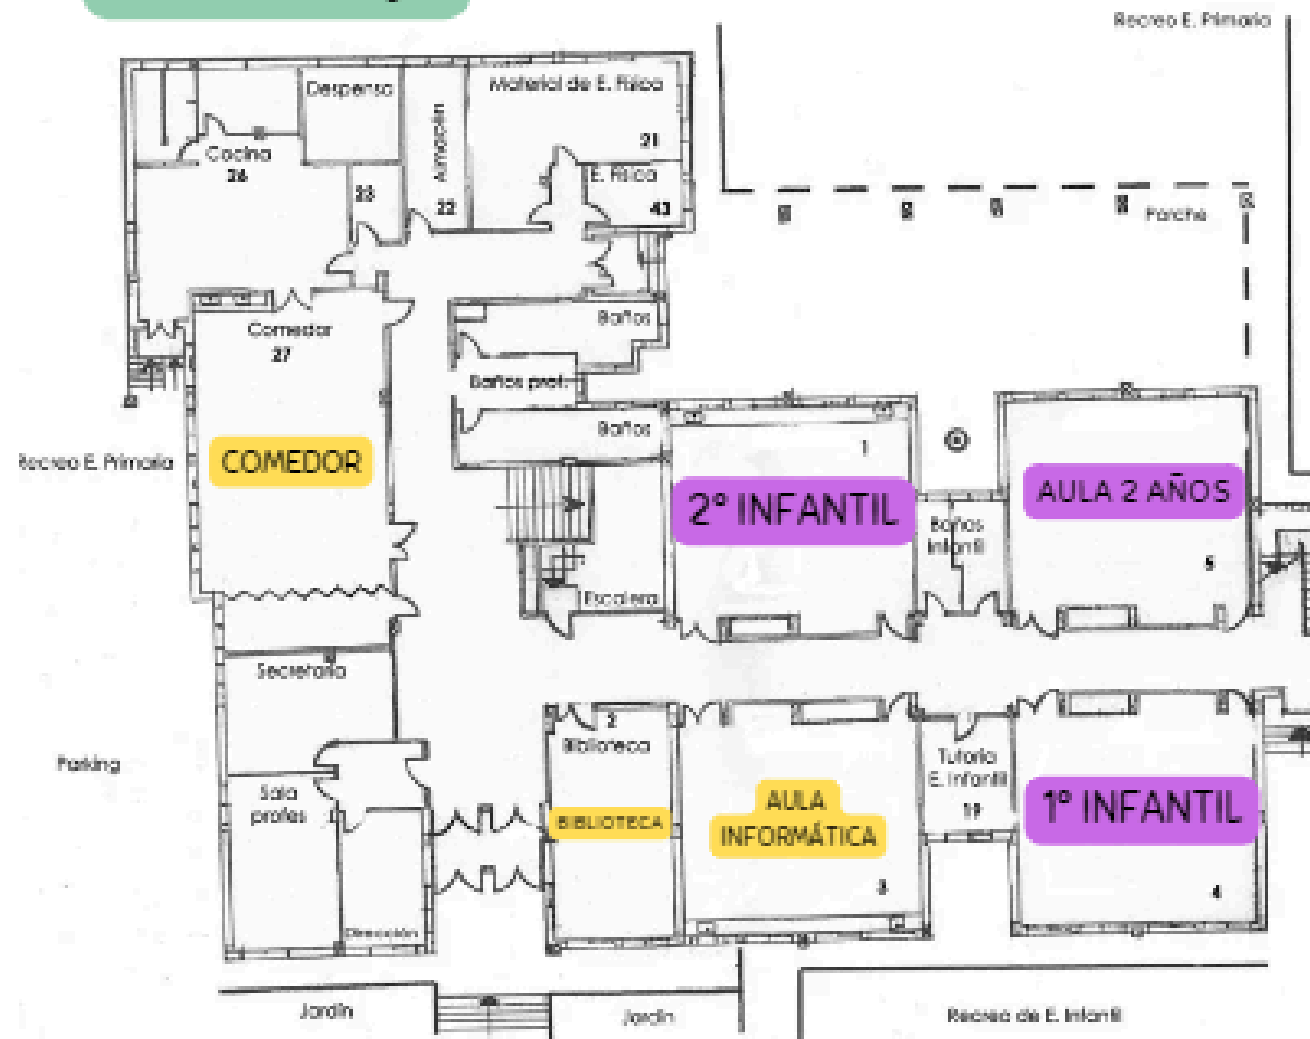 Recreo E. Primaria
Despensa
Material de E. Física
Almacén
21
Cocina
26
E. Física
23
22
43
Porche
Baños
Comedor
27
Baños prof.
Baños
1
Recreo E. Primaria
COMEDOR
2º INFANTIL
AULA 2 AÑOS
Baños
Infantil
5
Escalera
Secretaria
2
Biblioteca
Parking
Tutoria
E. Infantil
19
Sala
profes
BIBLIOTECA
AULA
INFORMÁTICA
1º INFANTIL
3
4
Dirección
Jardín
Jardín
Recreo de E. Infantil